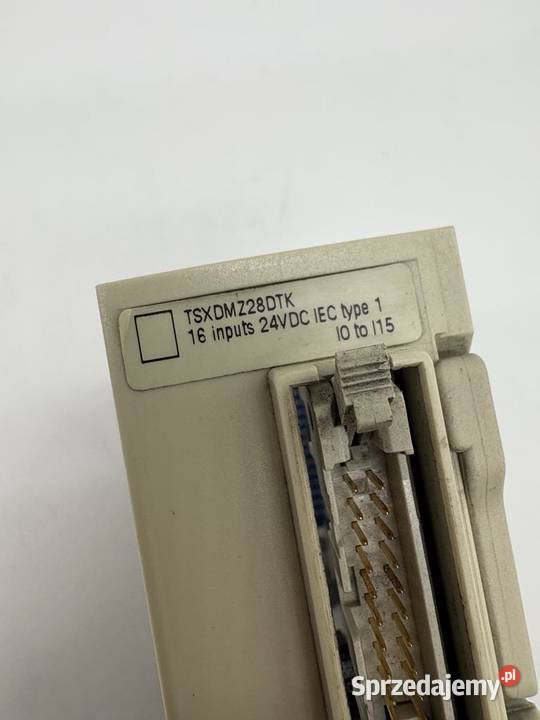 TSXDMZ28DTK
16 inputs 24VDC IEC type 1
I0 to I15
Sprzedajemy.pl